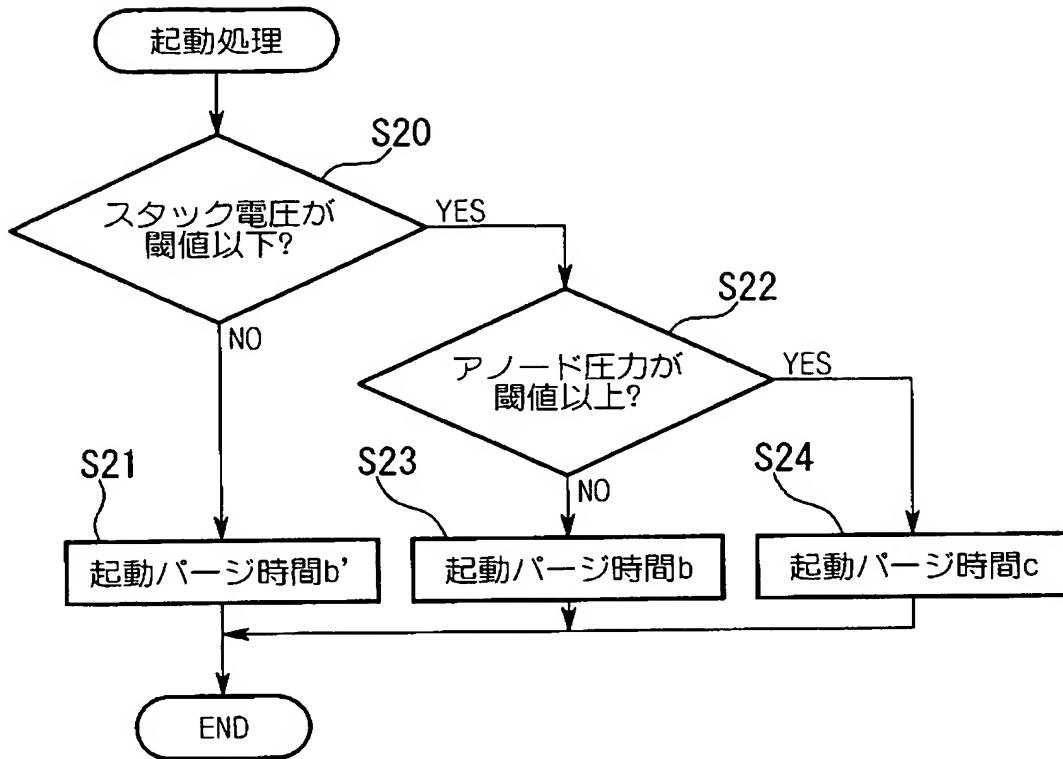 起動処理
S20
スタック電圧が
閾値以下?
YES
NO
S22
アノード圧力が
閾値以上?
YES
NO
S21
起動パージ時間b'
S23
起動パージ時間b
S24
起動パージ時間c
END